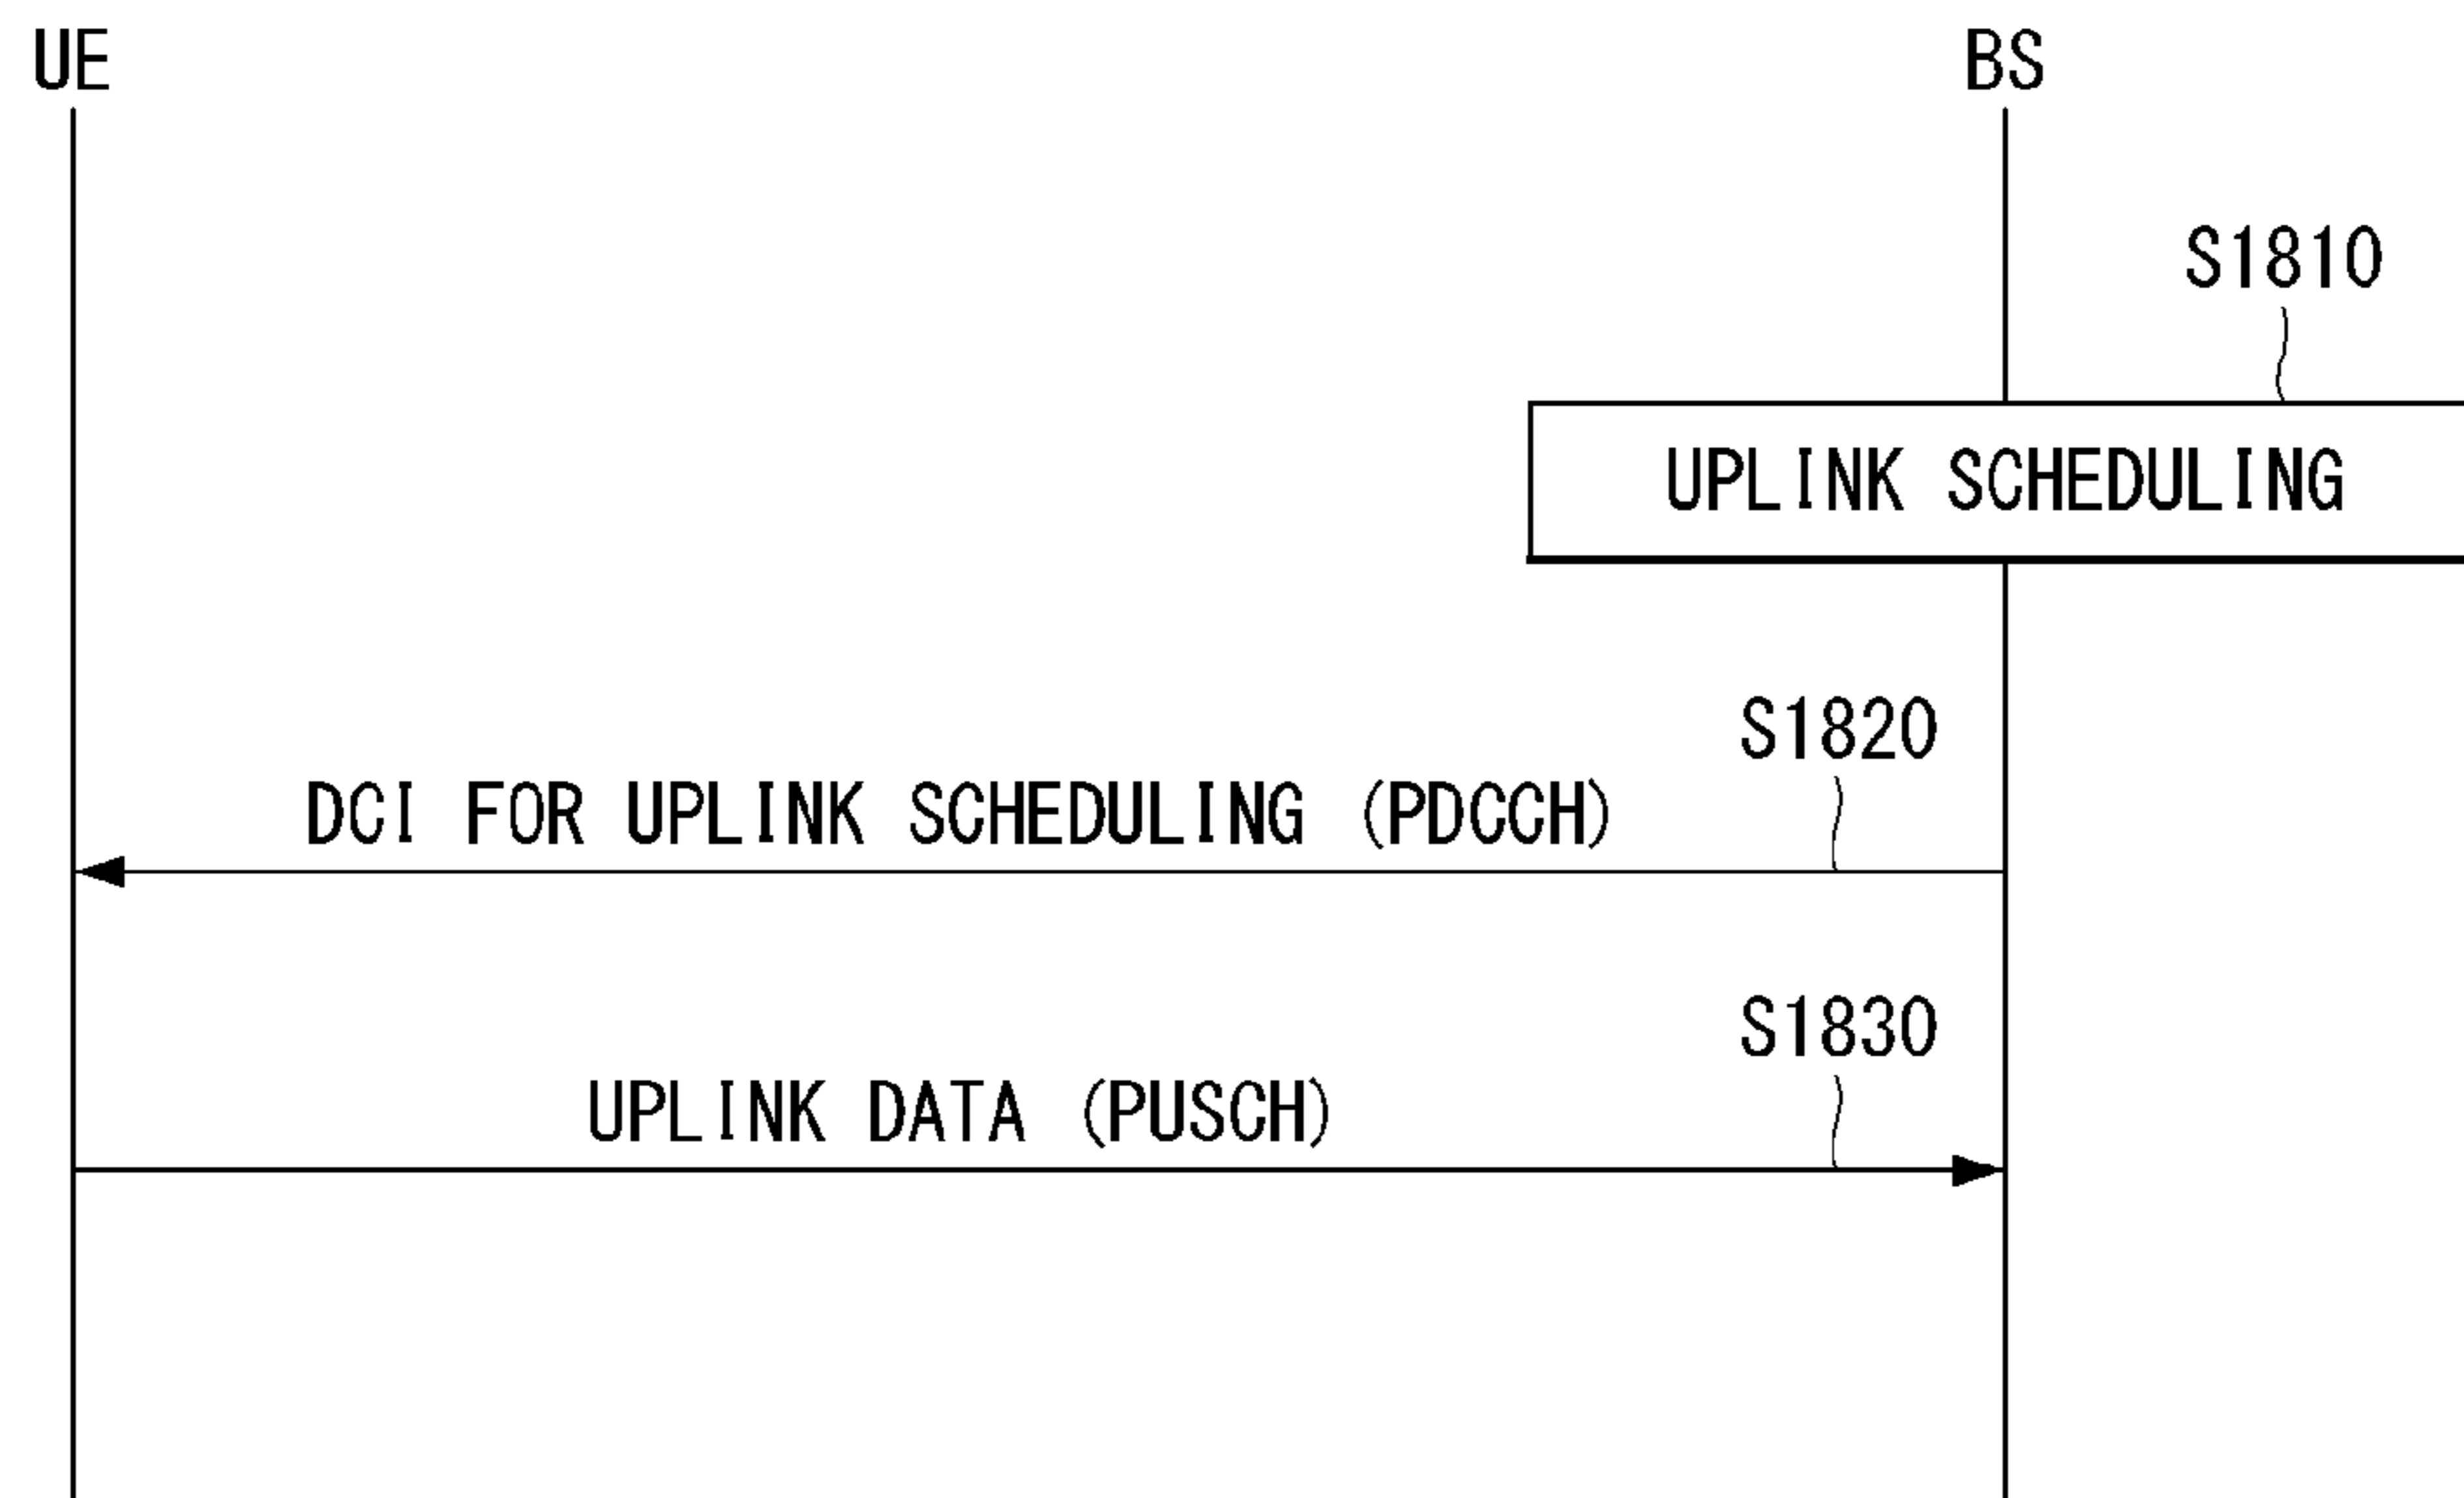 UE
BS
S1810
UPLINK SCHEDULING
S1820
DCI FOR UPLINK SCHEDULING (PDCCH)
S1830
UPLINK DATA (PUSCH)